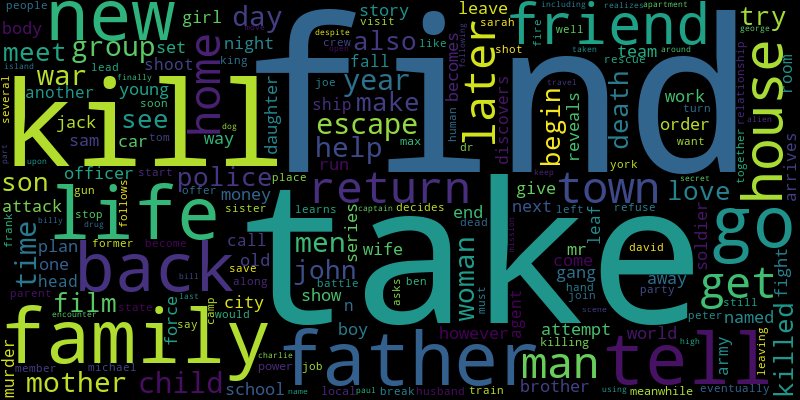 people
new
girl
day
story
visit
leave
sarah
including
realizes
apartment
body
meet
group
set
night
also
like
crew
despite
shot
fire
well
friend
taken
around
try
george
king
fall
team
rescue
island
lead
war
shoot
home
joe
year
becomes
following
later
discovers
find
death
work
turn
room
finally
several
kill
another
young
soon
ship
make
human
dr
begin
reveals
order
want
together
relationship
house
alien
jack
see
daughter
escape
max
travel
sam
car
tom
way
dog
help
run
york
part
upon
son
officer
start
police
place
return
keep
secret
town
love
arrives
attack
gun
follows
offer
money
give
life
stop
drug
sister
learns
captain
decides
next
left
refuse
leaf
soldier
go
frank
billy
time
plan
former
become
call
men
series
end
dead
take
mr
david
one
back
old
john
wife
woman
come
mission
gang
away
get
fight
head
bill
save
along
battle
asks
ben
must
hand
join
party
still
parent
film
state
force
last
camp
city
show
n
agent
scene
peter
named
encounter
say
would
boy
however
attempt
world
high
army
leaving
killed
family
charlie
father
killing
man
tell
murder
member
michael
power
job
mother
child
school
name
local
paul
break
husband
train
brother
using
meanwhile
eventually